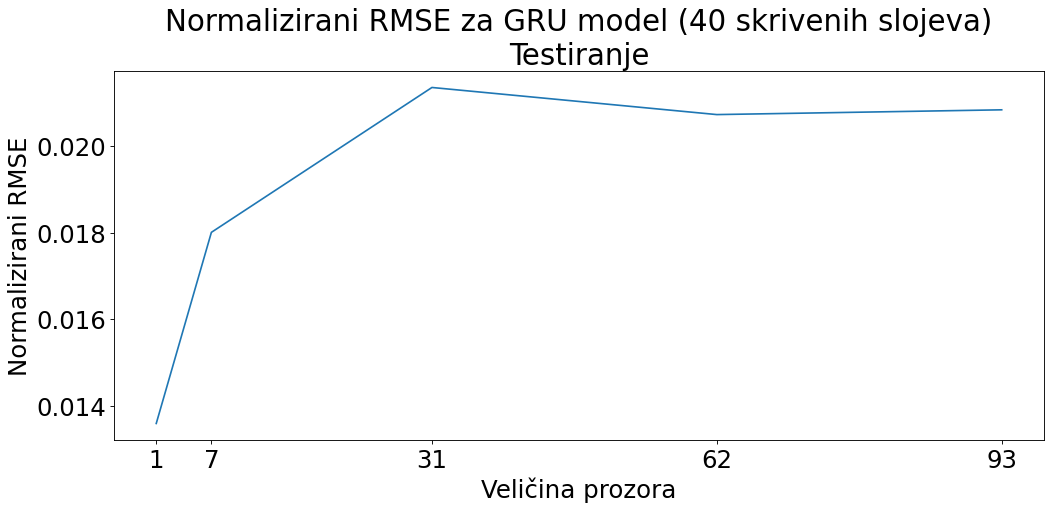 Normalizirani RMSE za GRU model (40 skrivenih slojeva)
Testiranje
Normalizirani RMSE
0.020
0.018
0.016
0.014
1 7 31 62 93
Veličina prozora